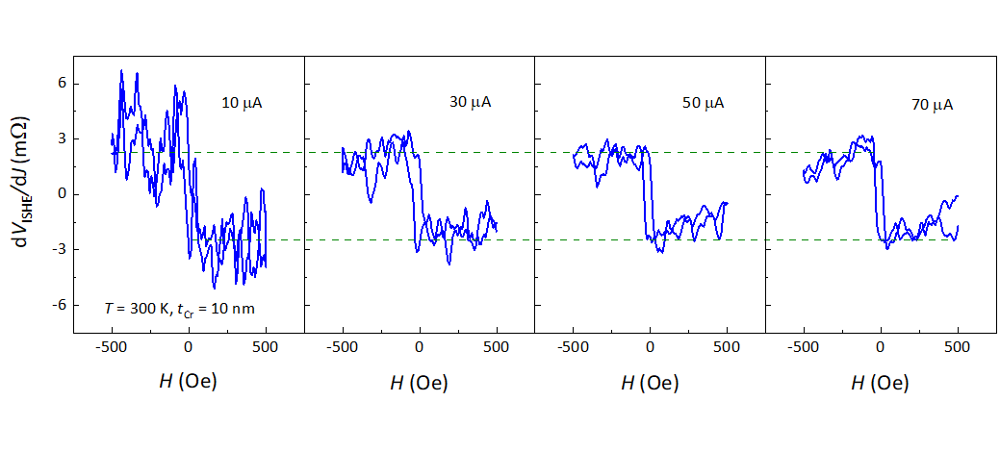 10 μA
30 μA
50 μA
70 μA
dV_ISHE/dJ (mΩ)
6
3
0
-3
-6
T = 300 K, t_Cr = 10 nm
-500 0 500
-500 0 500
-500 0 500
-500 0 500
H (Oe)
H (Oe)
H (Oe)
H (Oe)